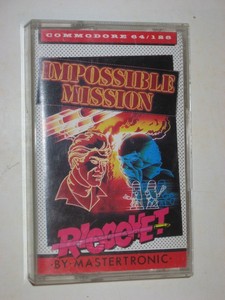 COMMODORE 64/128
IMPOSSIBLE
MISSION
RICOCHET
·BY·MASTERTRONIC·